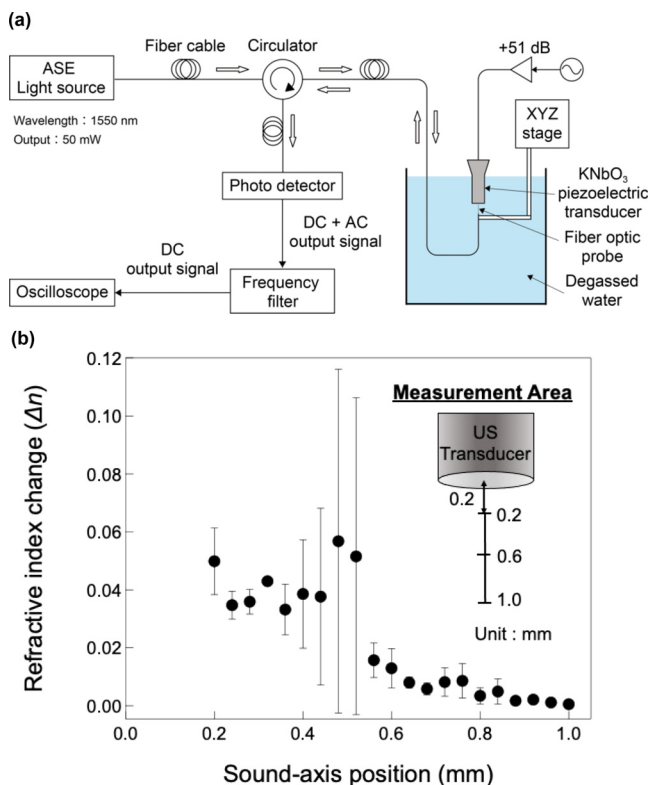 (a)
Fiber cable
Circulator
+51 dB
ASE
Light source
Wavelength：1550 nm
Output：50 mW
XYZ
stage
KNbO₃
piezoelectric
transducer
Photo detector
Fiber optic
probe
DC + AC
output signal
DC
output signal
Degassed
water
Oscilloscope
Frequency
filter
(b)
Refractive index change (Δn)
0.12
0.10
0.08
0.06
0.04
0.02
0.00
Measurement Area
US
Transducer
0.2
0.2
0.6
1.0
Unit : mm
0.0
0.2
0.4
0.6
0.8
1.0
Sound-axis position (mm)